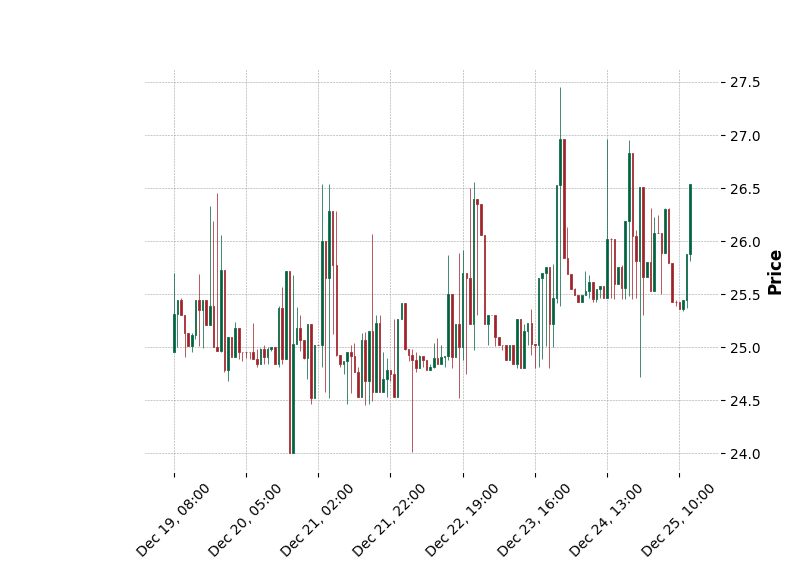 27.5
27.0
26.5
26.0
25.5
25.0
24.5
24.0
Price
Dec 19, 08:00
Dec 20, 05:00
Dec 21, 02:00
Dec 21, 22:00
Dec 22, 19:00
Dec 23, 16:00
Dec 24, 13:00
Dec 25, 10:00